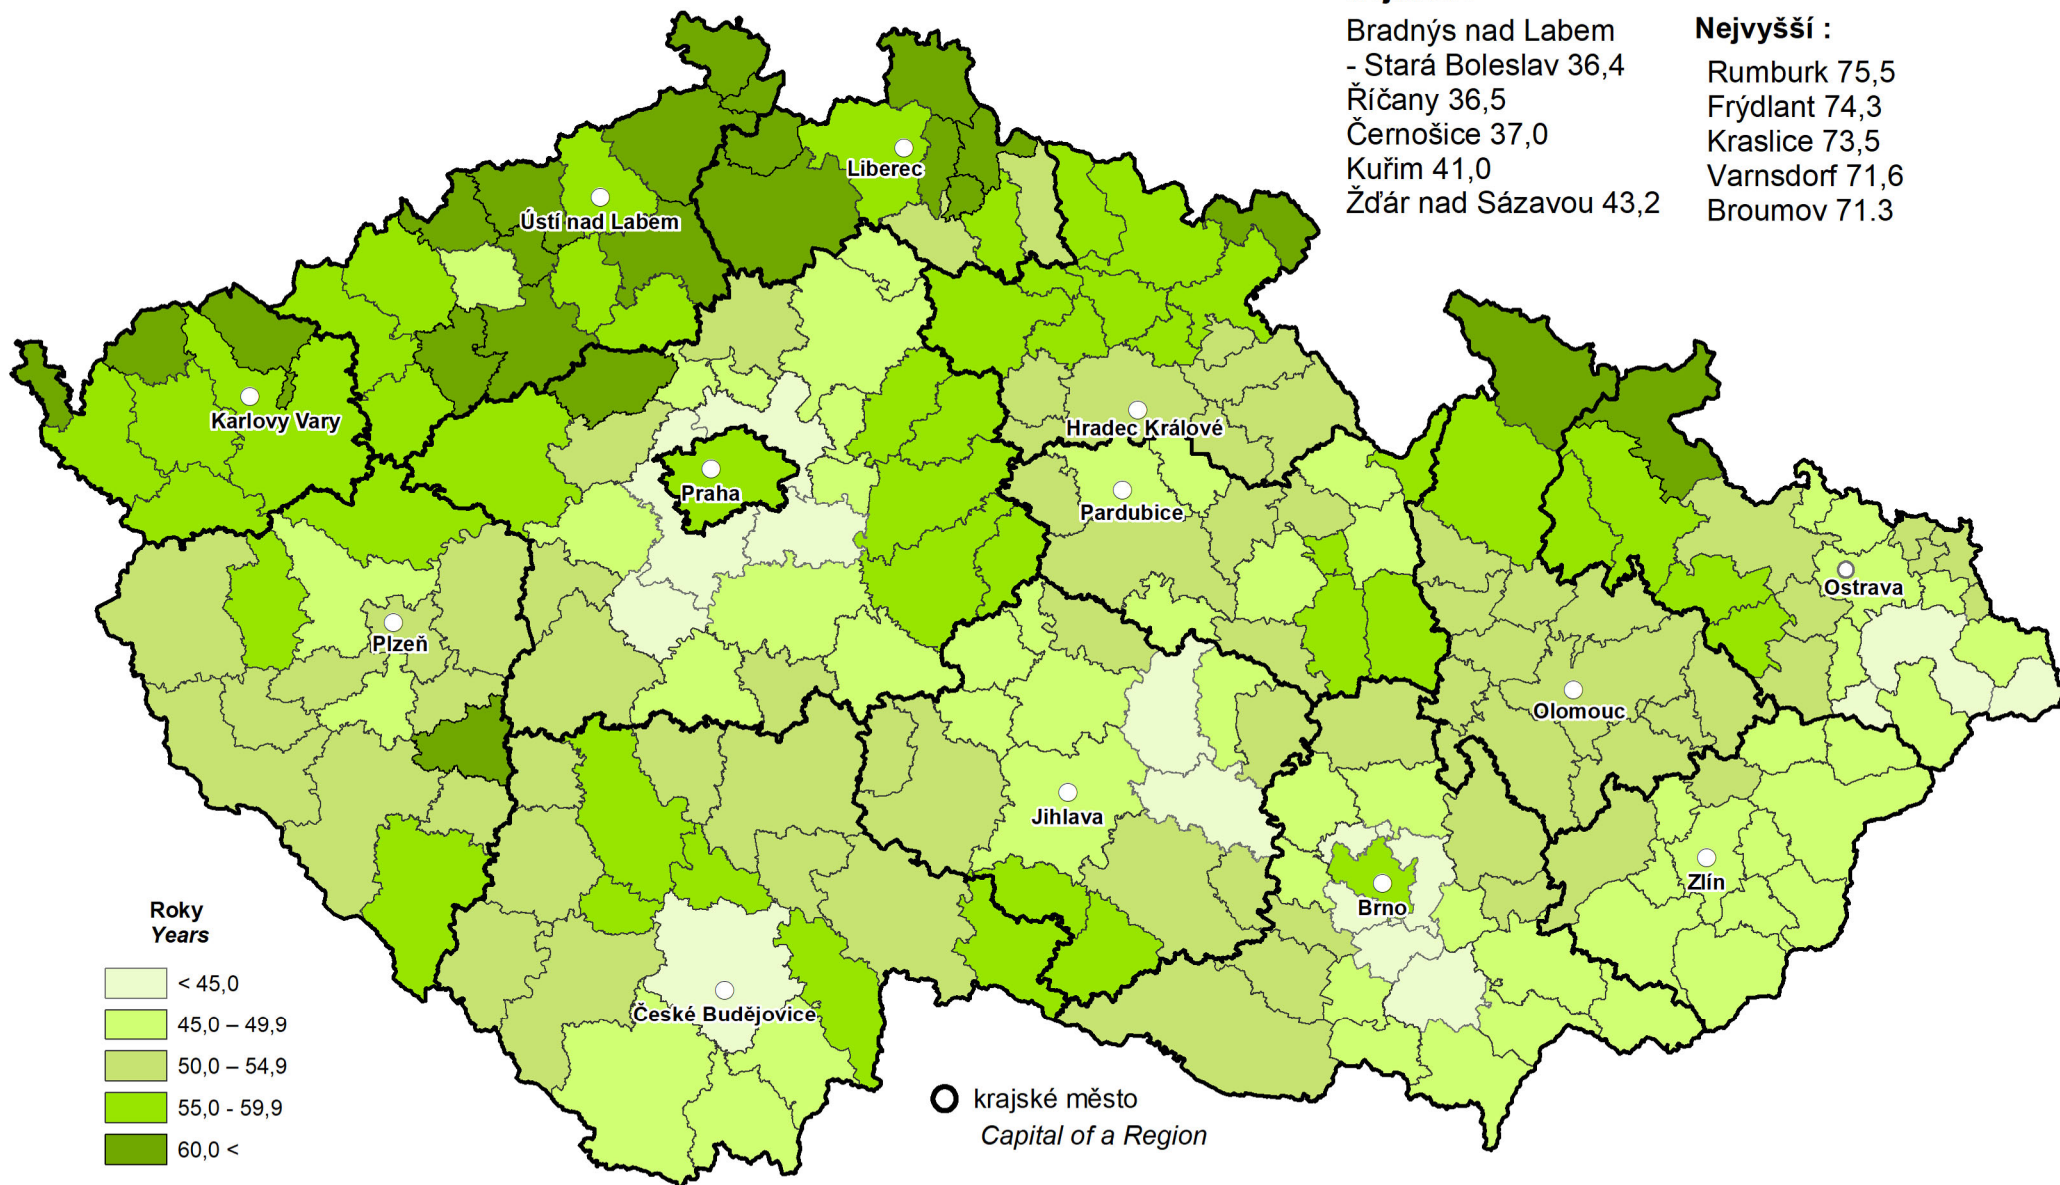 Bradnýs nad Labem
- Stará Boleslav 36,4
Říčany 36,5
Černošice 37,0
Kuřim 41,0
Žďár nad Sázavou 43,2
Nejvyšší :
Rumburk 75,5
Frýdlant 74,3
Kraslice 73,5
Varnsdorf 71,6
Broumov 71.3
Liberec
Ústí nad Labem
Karlovy Vary
Hradec Králové
Praha
Pardubice
Ostrava
Plzeň
Olomouc
Jihlava
Zlín
Brno
České Budějovice
Roky
Years
< 45,0
45,0 – 49,9
50,0 – 54,9
55,0 - 59,9
60,0 <
krajské město
Capital of a Region